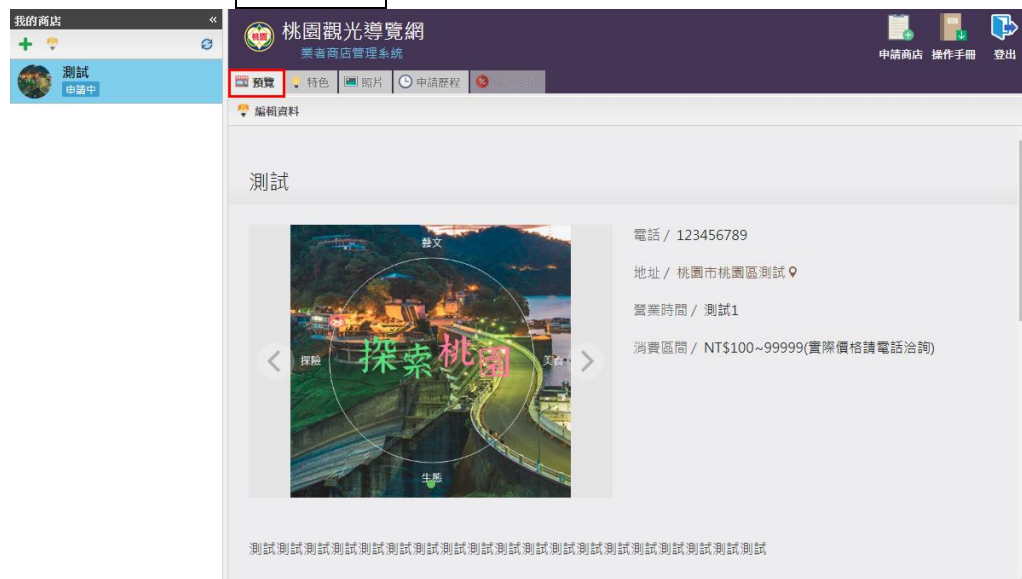 我的商店 «
測試
申請中
桃園
桃園觀光導覽網
業者商店管理系統
申請商店 操作手冊 登出
預覽 特色 照片 申請歷程
編輯資料
測試
藝文
探險 探索桃園 美食
生態
電話 / 123456789
地址 / 桃園市桃園區測試
營業時間 / 測試1
消費區間 / NT$100~99999(實際價格請電話洽詢)
測試測試測試測試測試測試測試測試測試測試測試測試測試測試測試測試測試測試測試